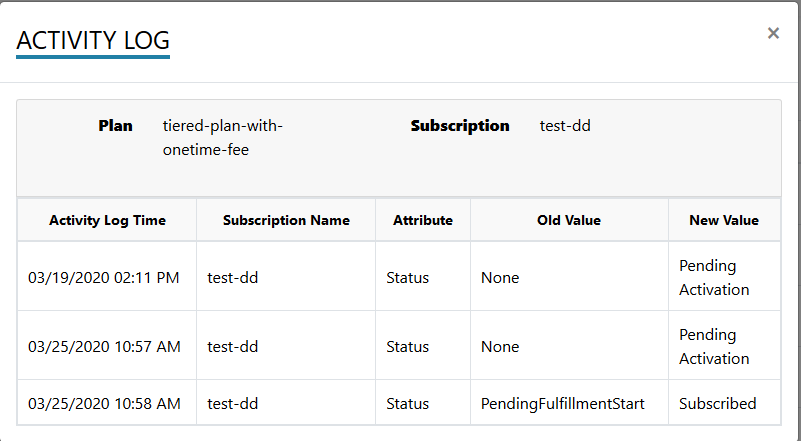 ACTIVITY LOG ×
Plan tiered-plan-with- Subscription test-dd
onetime-fee
Activity Log Time Subscription Name Attribute Old Value New Value
03/19/2020 02:11 PM test-dd Status None Pending
Activation
03/25/2020 10:57 AM test-dd Status None Pending
Activation
03/25/2020 10:58 AM test-dd Status PendingFulfillmentStart Subscribed